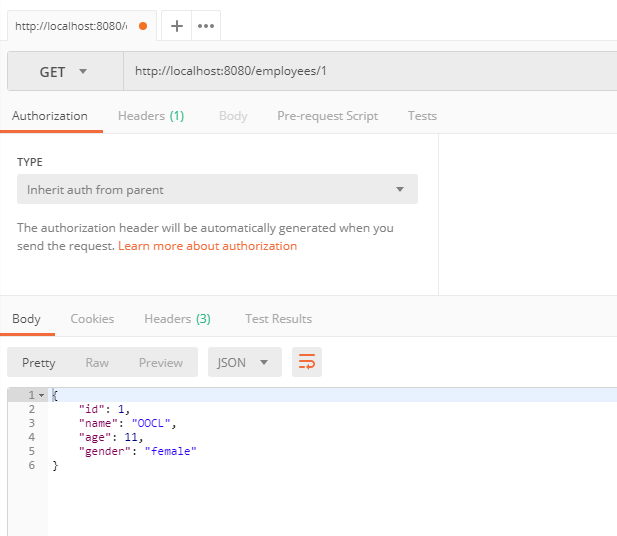 http://localhost:8080/
GET http://localhost:8080/employees/1
Authorization Headers (1) Body Pre-request Script Tests
TYPE
Inherit auth from parent
The authorization header will be automatically generated when you
send the request. Learn more about authorization
Body Cookies Headers (3) Test Results
Pretty Raw Preview JSON
1 {
2 "id": 1,
3 "name": "OOCL",
4 "age": 11,
5 "gender": "female"
6 }